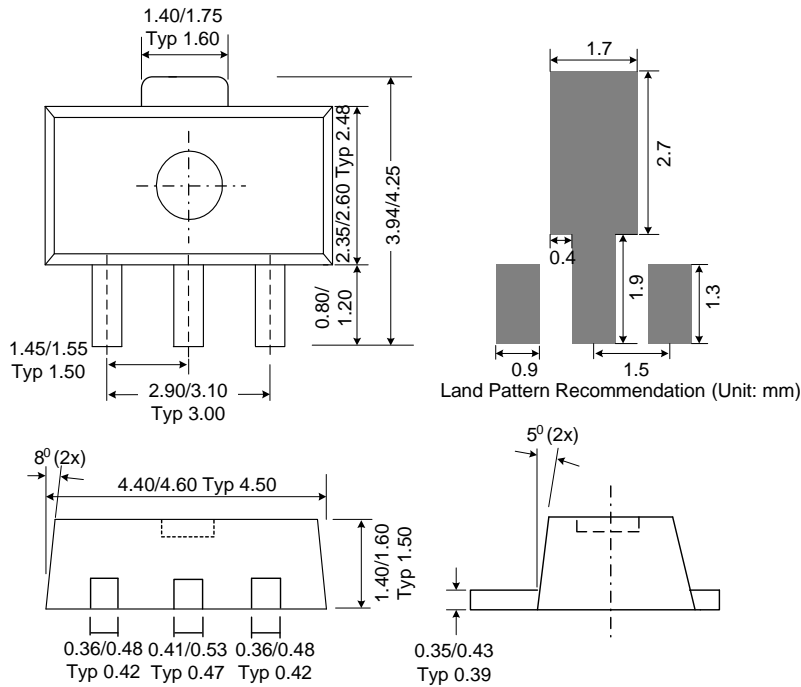 1.40/1.75
Typ 1.60
2.35/2.60 Typ 2.48
3.94/4.25
0.80/
1.20
1.45/1.55
Typ 1.50
2.90/3.10
Typ 3.00
1.7
2.7
0.4
1.9
1.3
0.9
1.5
Land Pattern Recommendation (Unit: mm)
8⁰ (2x)
4.40/4.60 Typ 4.50
1.40/1.60
Typ 1.50
0.36/0.48
Typ 0.42
0.41/0.53
Typ 0.47
0.36/0.48
Typ 0.42
5⁰ (2x)
0.35/0.43
Typ 0.39